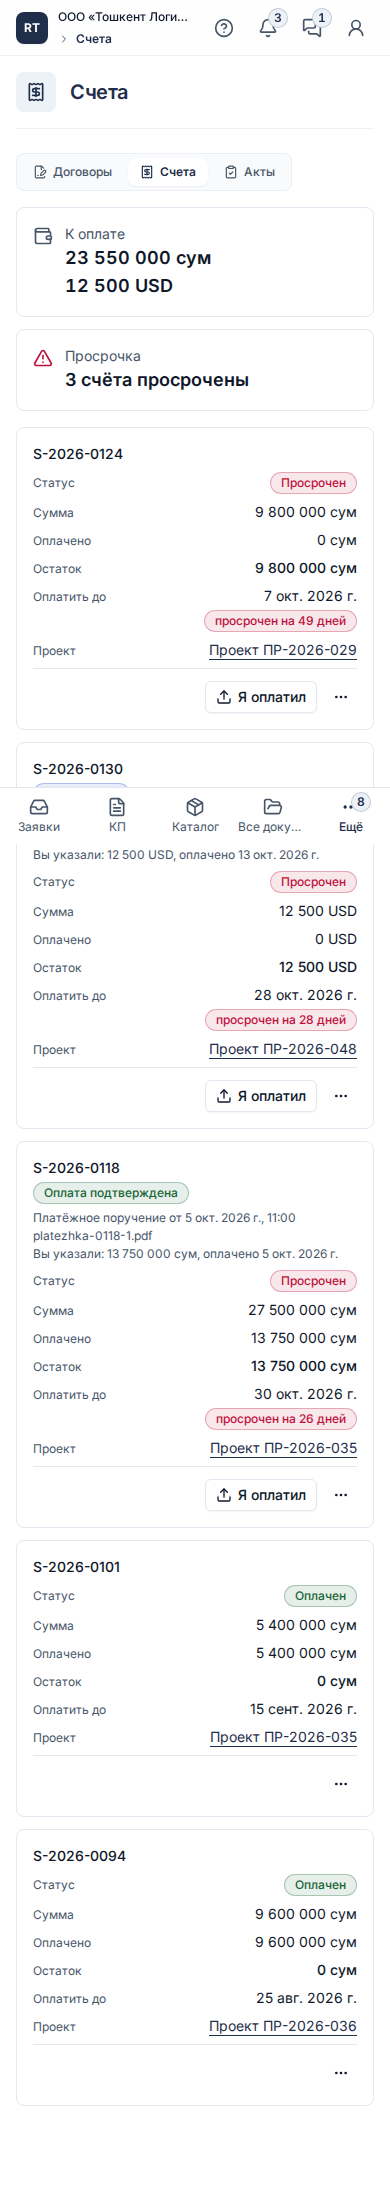 RT
ООО «Тошкент Логи...
Счета
3
1
Счета
Договоры
Счета
Акты
К оплате
23 550 000 сум
12 500 USD
Просрочка
3 счёта просрочены
S-2026-0124
Статус
Просрочен
Сумма
9 800 000 сум
Оплачено
0 сум
Остаток
9 800 000 сум
Оплатить до
7 окт. 2026 г.
просрочен на 49 дней
Проект
Проект ПР-2026-029
Я оплатил
S-2026-0130
Заявки
КП
Каталог
Все доку...
8
Ещё
Вы указали: 12 500 USD, оплачено 13 окт. 2026 г.
Статус
Просрочен
Сумма
12 500 USD
Оплачено
0 USD
Остаток
12 500 USD
Оплатить до
28 окт. 2026 г.
просрочен на 28 дней
Проект
Проект ПР-2026-048
Я оплатил
S-2026-0118
Оплата подтверждена
Платёжное поручение от 5 окт. 2026 г., 11:00
platezhka-0118-1.pdf
Вы указали: 13 750 000 сум, оплачено 5 окт. 2026 г.
Статус
Просрочен
Сумма
27 500 000 сум
Оплачено
13 750 000 сум
Остаток
13 750 000 сум
Оплатить до
30 окт. 2026 г.
просрочен на 26 дней
Проект
Проект ПР-2026-035
Я оплатил
S-2026-0101
Статус
Оплачен
Сумма
5 400 000 сум
Оплачено
5 400 000 сум
Остаток
0 сум
Оплатить до
15 сент. 2026 г.
Проект
Проект ПР-2026-035
S-2026-0094
Статус
Оплачен
Сумма
9 600 000 сум
Оплачено
9 600 000 сум
Остаток
0 сум
Оплатить до
25 авг. 2026 г.
Проект
Проект ПР-2026-036